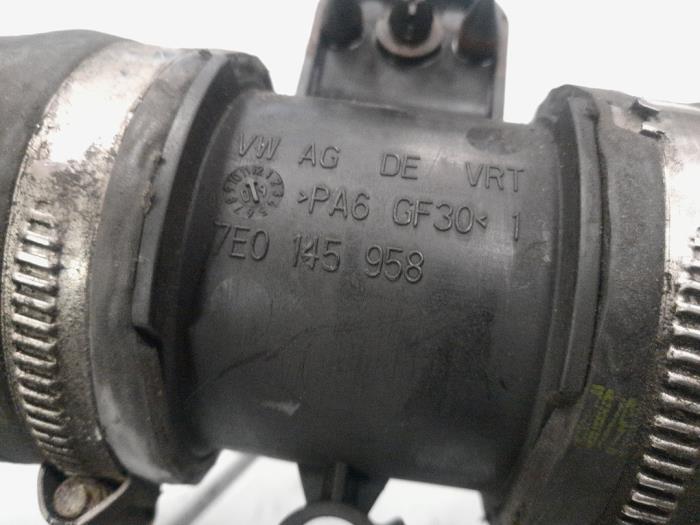 VW AG DE VRT
>PA6 GF30< 1
7E0 145 958